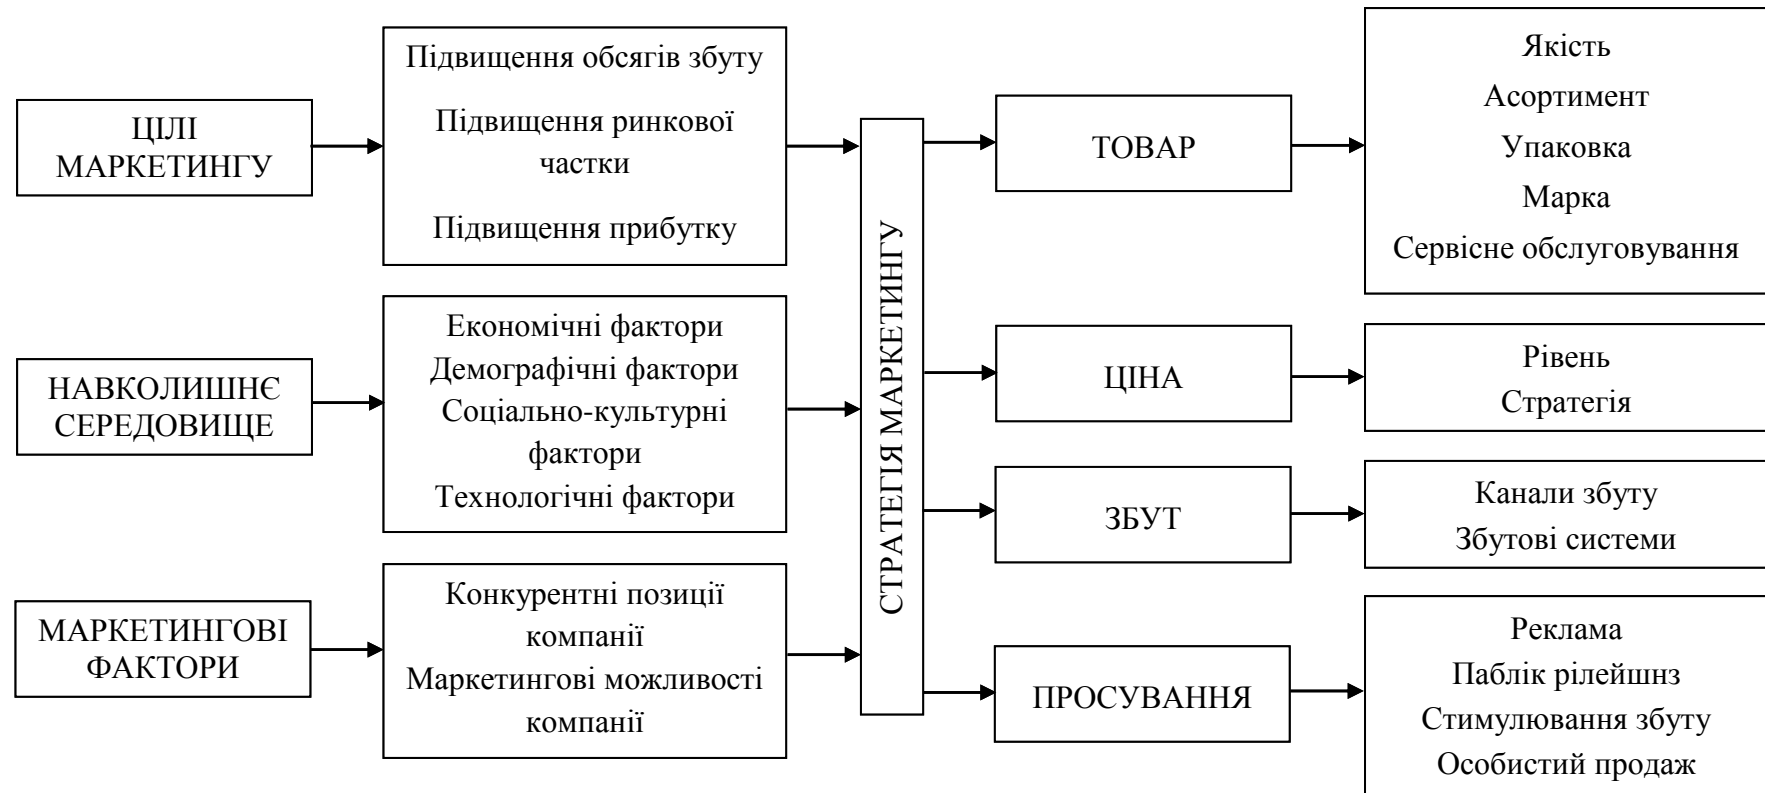 ЦІЛІ
МАРКЕТИНГУ
Підвищення обсягів збуту
Підвищення ринкової
частки
Підвищення прибутку
НАВКОЛИШНЄ
СЕРЕДОВИЩЕ
Економічні фактори
Демографічні фактори
Соціально-культурні
фактори
Технологічні фактори
МАРКЕТИНГОВІ
ФАКТОРИ
Конкурентні позиції
компанії
Маркетингові можливості
компанії
СТРАТЕГІЯ МАРКЕТИНГУ
ТОВАР
Якість
Асортимент
Упаковка
Марка
Сервісне обслуговування
ЦІНА
Рівень
Стратегія
ЗБУТ
Канали збуту
Збутові системи
ПРОСУВАННЯ
Реклама
Паблік рілейшнз
Стимулювання збуту
Особистий продаж